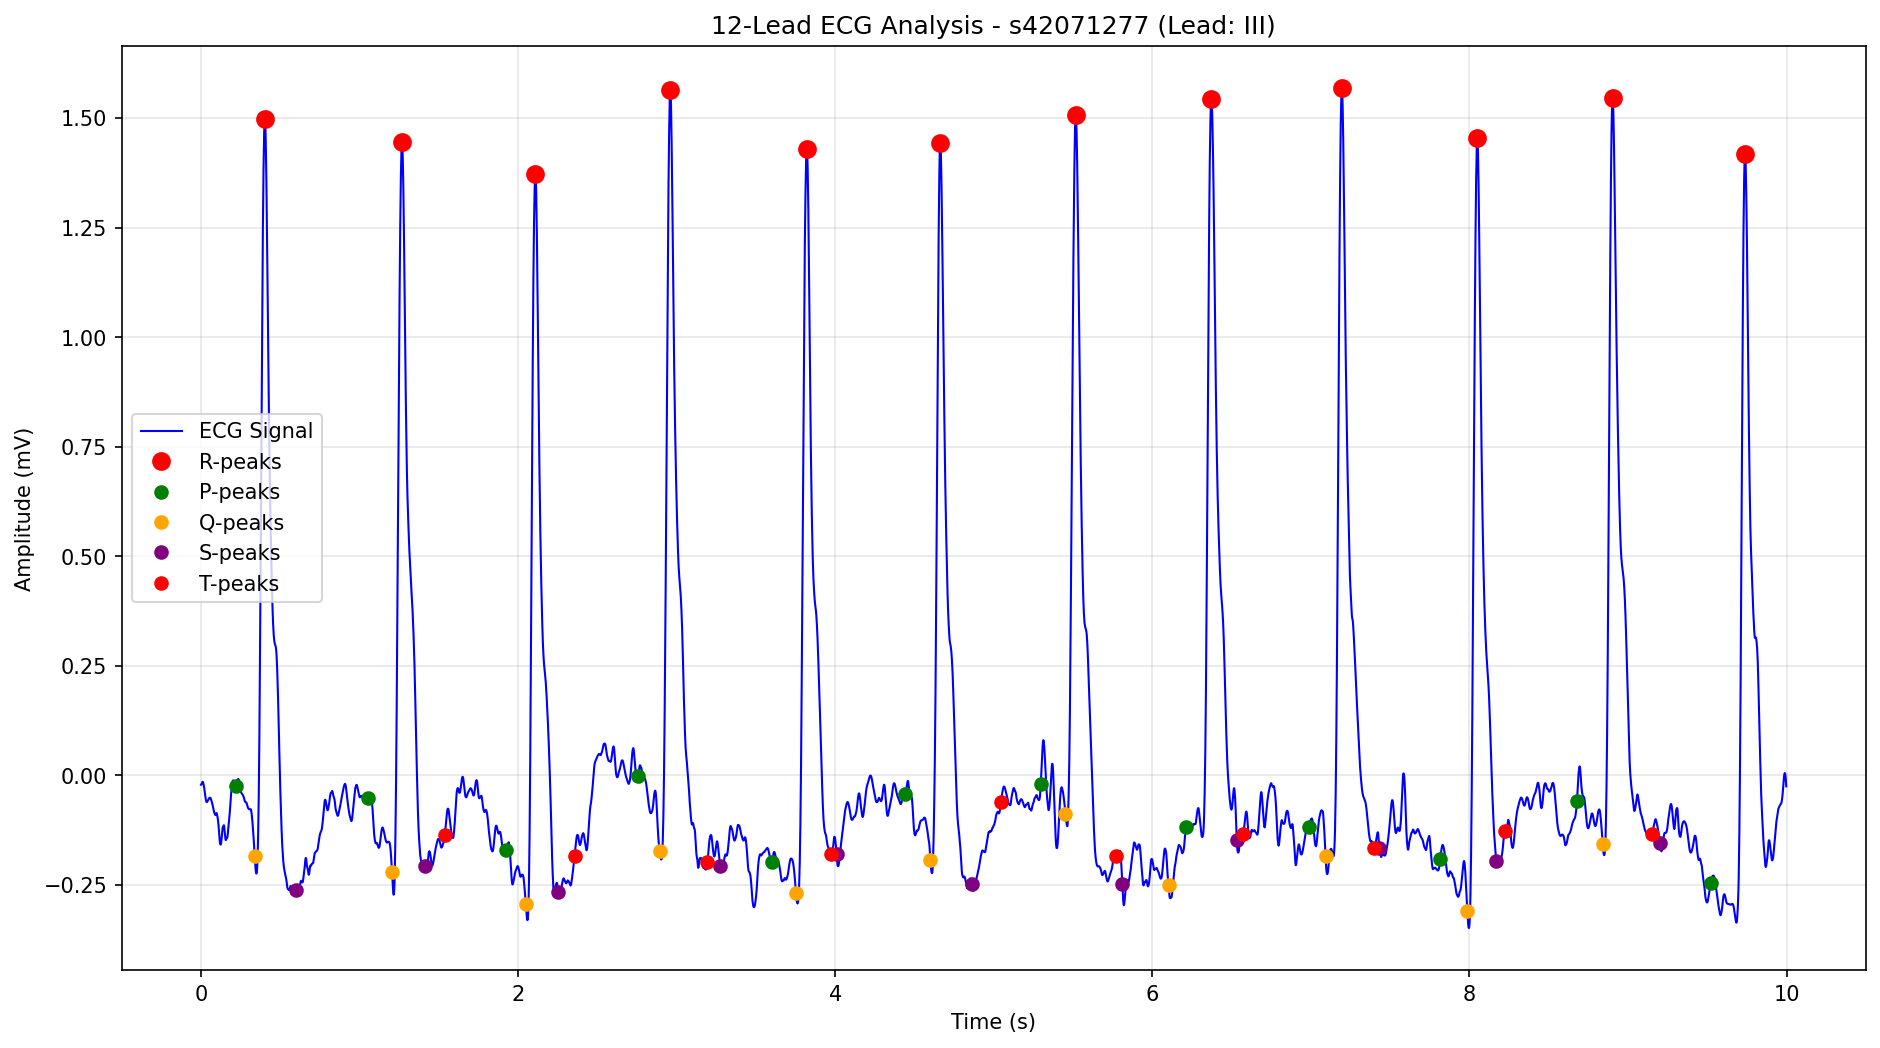 12-Lead ECG Analysis - s42071277 (Lead: III)
Amplitude (mV)
1.50
1.25
1.00
0.75
0.50
0.25
0.00
−0.25
ECG Signal
R-peaks
P-peaks
Q-peaks
S-peaks
T-peaks
0 2 4 6 8 10
Time (s)